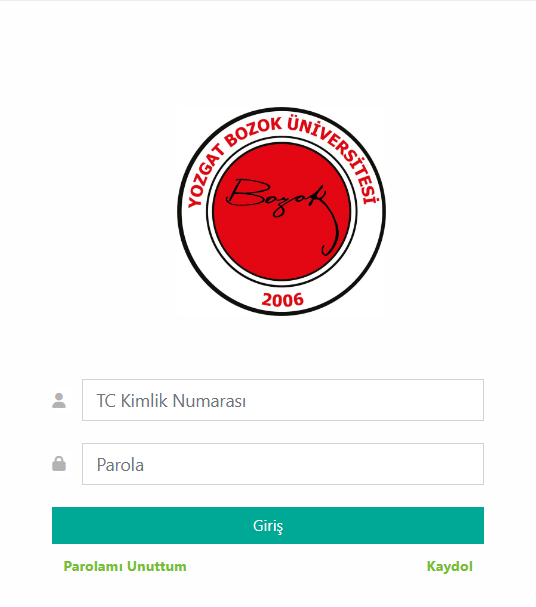 YOZGAT BOZOK ÜNİVERSİTESİ
Bozok
2006
TC Kimlik Numarası
Parola
Giriş
Parolamı Unuttum
Kaydol